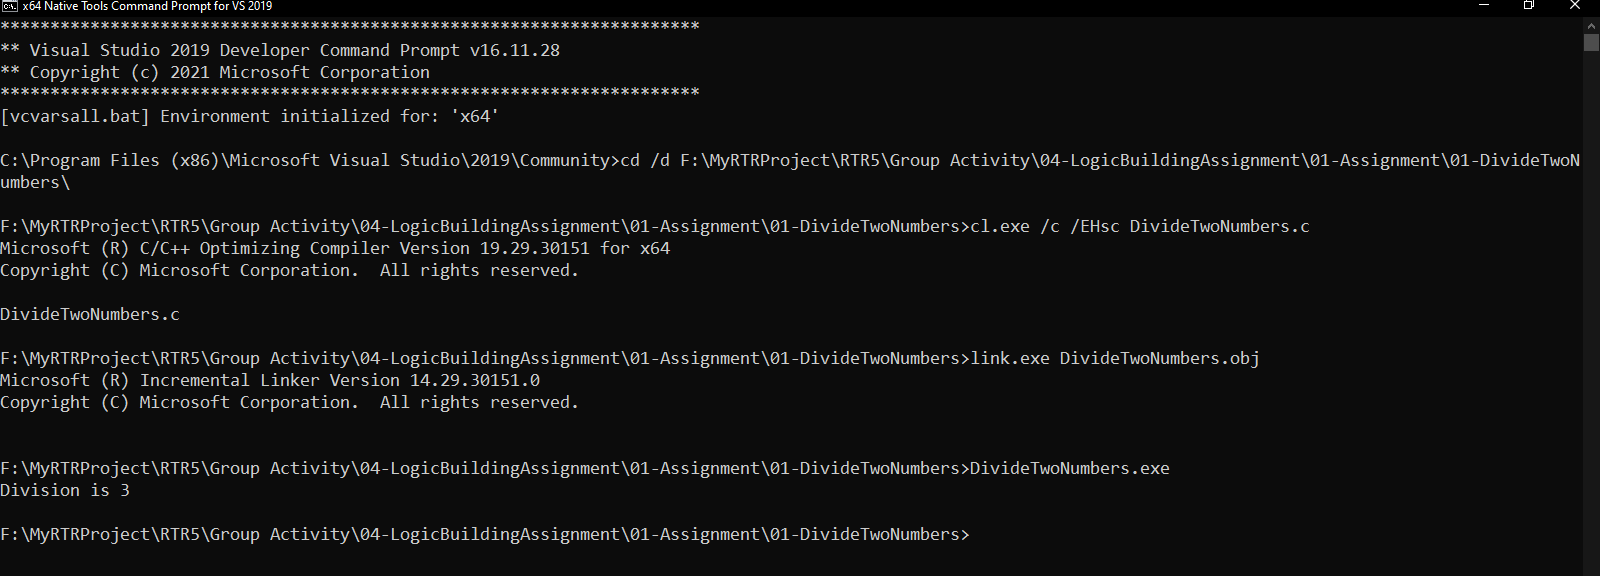 x64 Native Tools Command Prompt for VS 2019
**********************************************************************
** Visual Studio 2019 Developer Command Prompt v16.11.28
** Copyright (c) 2021 Microsoft Corporation
**********************************************************************
[vcvarsall.bat] Environment initialized for: 'x64'
C:\Program Files (x86)\Microsoft Visual Studio\2019\Community>cd /d F:\MyRTRProject\RTR5\Group Activity\04-LogicBuildingAssignment\01-Assignment\01-DivideTwoN
umbers\
F:\MyRTRProject\RTR5\Group Activity\04-LogicBuildingAssignment\01-Assignment\01-DivideTwoNumbers>cl.exe /c /EHsc DivideTwoNumbers.c
Microsoft (R) C/C++ Optimizing Compiler Version 19.29.30151 for x64
Copyright (C) Microsoft Corporation.  All rights reserved.
DivideTwoNumbers.c
F:\MyRTRProject\RTR5\Group Activity\04-LogicBuildingAssignment\01-Assignment\01-DivideTwoNumbers>link.exe DivideTwoNumbers.obj
Microsoft (R) Incremental Linker Version 14.29.30151.0
Copyright (C) Microsoft Corporation.  All rights reserved.
F:\MyRTRProject\RTR5\Group Activity\04-LogicBuildingAssignment\01-Assignment\01-DivideTwoNumbers>DivideTwoNumbers.exe
Division is 3
F:\MyRTRProject\RTR5\Group Activity\04-LogicBuildingAssignment\01-Assignment\01-DivideTwoNumbers>